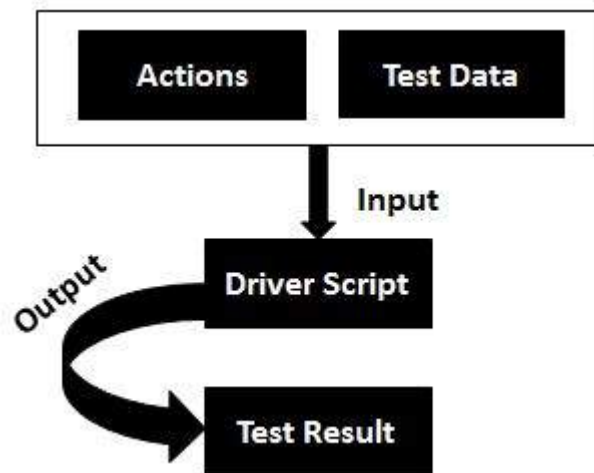 Actions
Test Data
Input
Driver Script
Output
Test Result